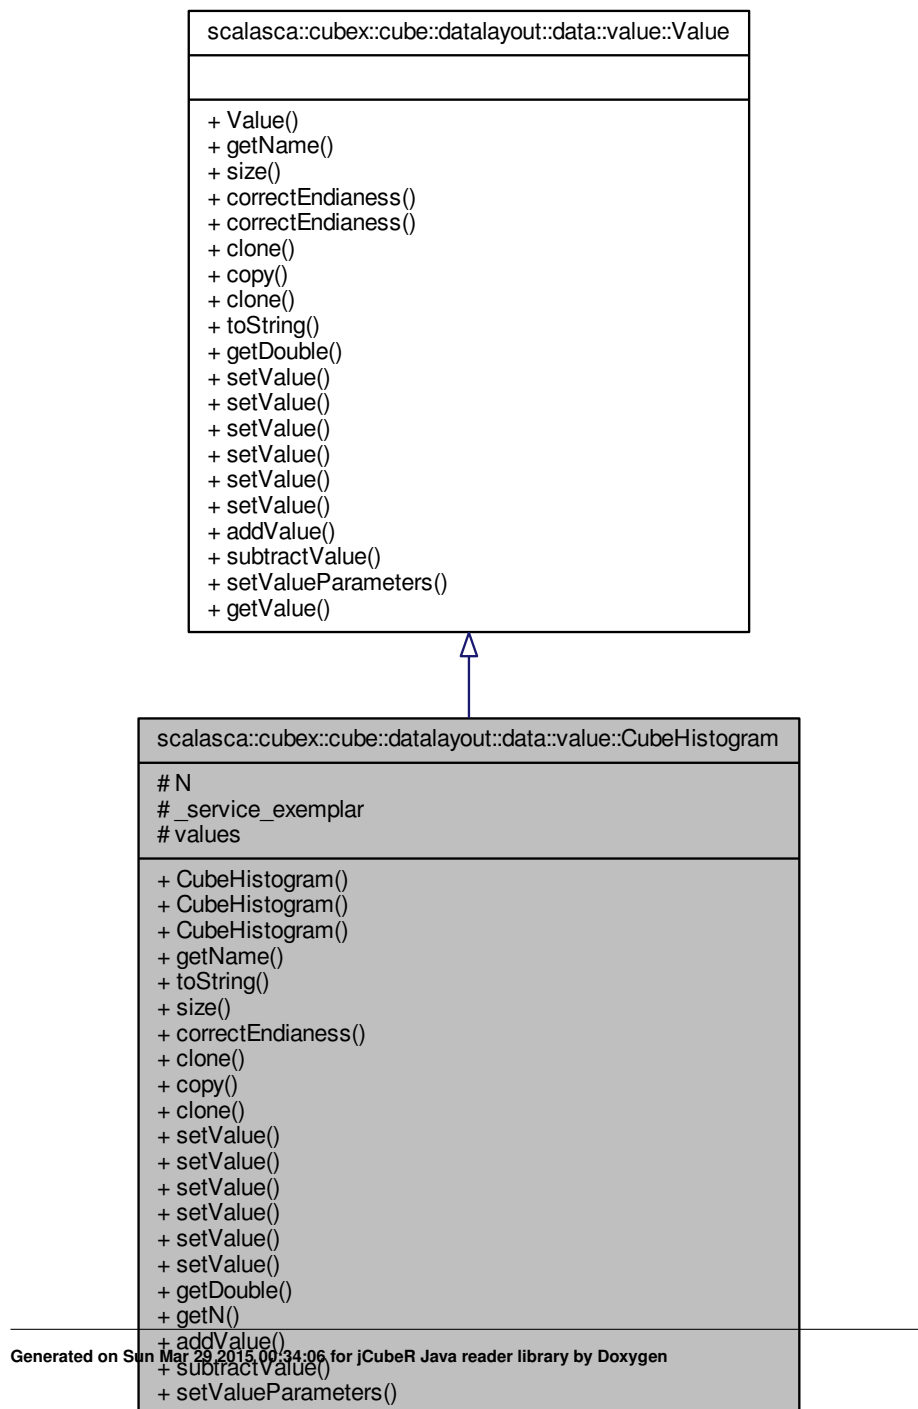 scalasca::cubex::cube::datalayout::data::value::Value
+ Value()
+ getName()
+ size()
+ correctEndianess()
+ correctEndianess()
+ clone()
+ copy()
+ clone()
+ toString()
+ getDouble()
+ setValue()
+ setValue()
+ setValue()
+ setValue()
+ setValue()
+ setValue()
+ addValue()
+ subtractValue()
+ setValueParameters()
+ getValue()
scalasca::cubex::cube::datalayout::data::value::CubeHistogram
# N
# _service_exemplar
# values
+ CubeHistogram()
+ CubeHistogram()
+ CubeHistogram()
+ getName()
+ toString()
+ size()
+ correctEndianess()
+ clone()
+ copy()
+ clone()
+ setValue()
+ setValue()
+ setValue()
+ setValue()
+ setValue()
+ setValue()
+ getDouble()
+ getN()
+ addValue()
Generated on Sun Mar 29 2015 00:34:06 for jCubeR Java reader library by Doxygen
+ subtractValue()
+ setValueParameters()